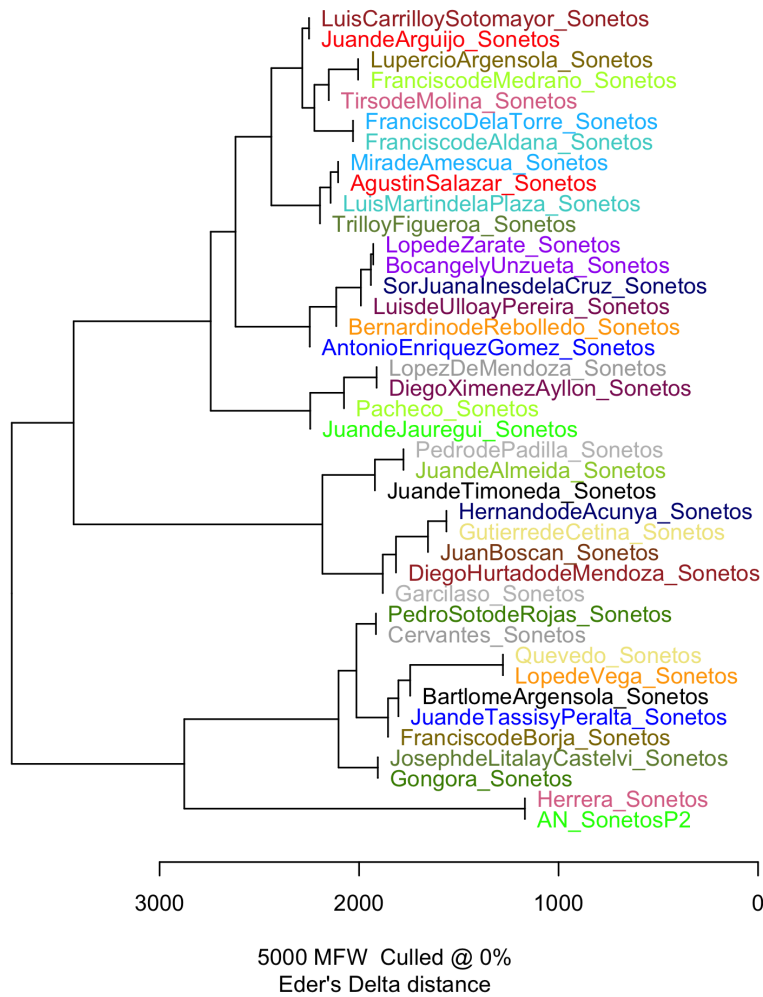 LuisCarrilloySotomayor_Sonetos
JuandeArguijo_Sonetos
LupercioArgensola_Sonetos
FranciscodeMedrano_Sonetos
TirsodeMolina_Sonetos
FranciscoDelaTorre_Sonetos
FranciscodeAldana_Sonetos
MiradeAmescua_Sonetos
AgustinSalazar_Sonetos
LuisMartindelaPlaza_Sonetos
TrilloyFigueroa_Sonetos
LopedeZarate_Sonetos
BocangelyUnzueta_Sonetos
SorJuanaInesdelaCruz_Sonetos
LuisdeUlloayPereira_Sonetos
BernardinodeRebolledo_Sonetos
AntonioEnriquezGomez_Sonetos
LopezDeMendoza_Sonetos
DiegoXimenezAyllon_Sonetos
Pacheco_Sonetos
JuandeJauregui_Sonetos
PedrodePadilla_Sonetos
JuandeAlmeida_Sonetos
JuandeTimoneda_Sonetos
HernandodeAcunya_Sonetos
GutierredeCetina_Sonetos
JuanBoscan_Sonetos
DiegoHurtadodeMendoza_Sonetos
Garcilaso_Sonetos
PedroSotodeRojas_Sonetos
Cervantes_Sonetos
Quevedo_Sonetos
LopedeVega_Sonetos
BartlomeArgensola_Sonetos
JuandeTassisyPeralta_Sonetos
FranciscodeBorja_Sonetos
JosephdeLitalayCastelvi_Sonetos
Gongora_Sonetos
Herrera_Sonetos
AN_SonetosP2
3000 2000 1000 0
5000 MFW Culled @ 0%
Eder's Delta distance